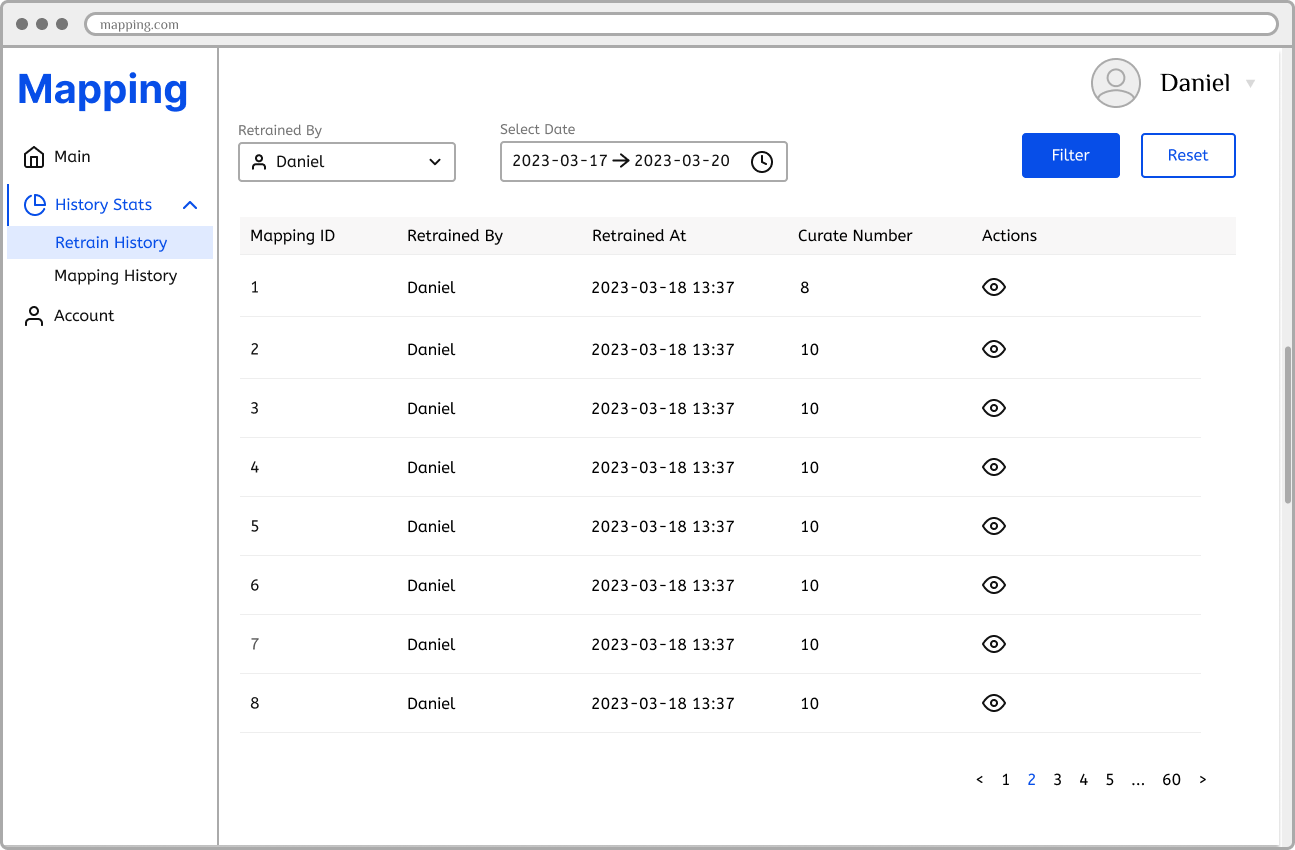 mapping.com
Mapping
Daniel
Main
History Stats
Retrain History
Mapping History
Account
Retrained By
Daniel
Select Date
2023-03-17 → 2023-03-20
Filter
Reset
Mapping ID Retrained By Retrained At Curate Number Actions
1 Daniel 2023-03-18 13:37 8
2 Daniel 2023-03-18 13:37 10
3 Daniel 2023-03-18 13:37 10
4 Daniel 2023-03-18 13:37 10
5 Daniel 2023-03-18 13:37 10
6 Daniel 2023-03-18 13:37 10
7 Daniel 2023-03-18 13:37 10
8 Daniel 2023-03-18 13:37 10
< 1 2 3 4 5 ... 60 >